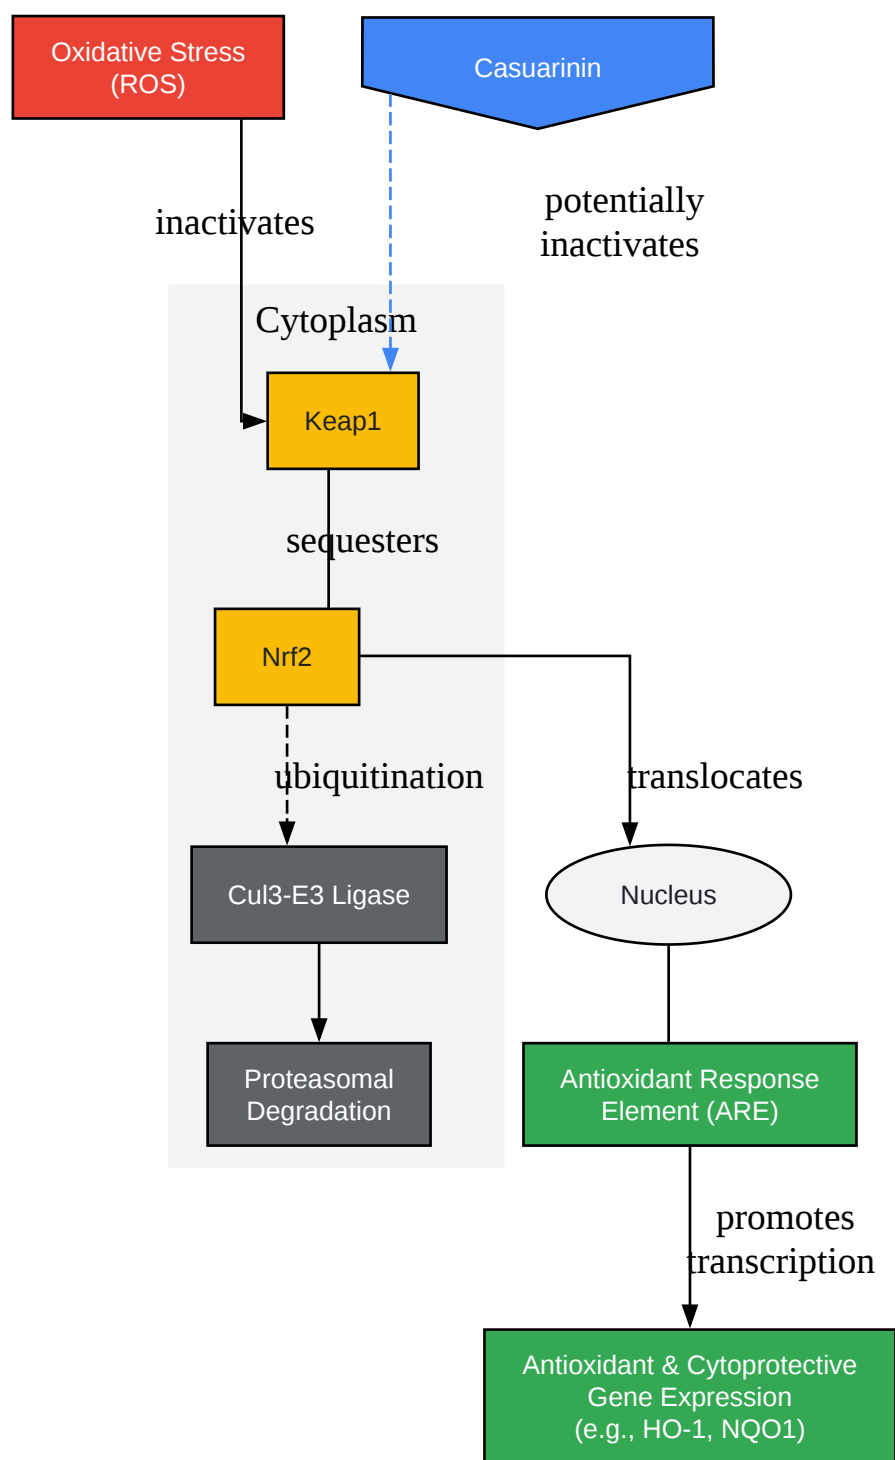 Oxidative Stress
(ROS)
Casuarinin
inactivates
potentially
inactivates
Cytoplasm
Keap1
sequesters
Nrf2
ubiquitination
translocates
Cul3-E3 Ligase
Nucleus
Proteasomal
Degradation
Antioxidant Response
Element (ARE)
promotes
transcription
Antioxidant & Cytoprotective
Gene Expression
(e.g., HO-1, NQO1)